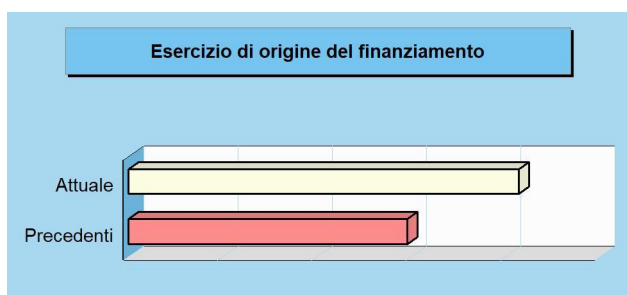 Esercizio di origine del finanziamento
Attuale
Precedenti